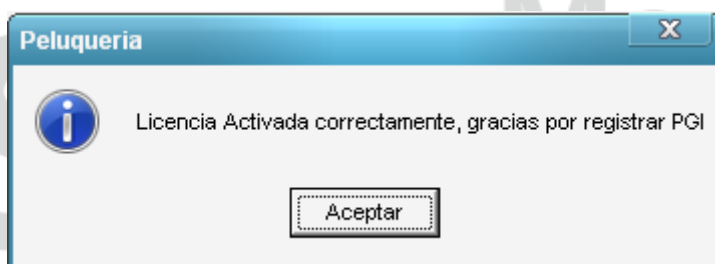 Peluqueria
Licencia Activada correctamente, gracias por registrar PGI
Aceptar